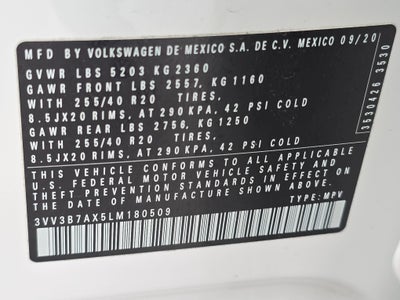 MFD BY VOLKSWAGEN DE MEXICO S.A. DE C.V. MEXICO 09/20
GVWR LBS 5203 KG 2360
GAWR FRONT LBS 2557, KG 1160
WITH 255/40 R20 TIRES,
8.5JX20 RIMS, AT 290 KPA, 42 PSI COLD
GAWR REAR LBS 2756, KG 1250
WITH 255/40 R20 TIRES,
8.5JX20 RIMS, AT 290 KPA, 42 PSI COLD
THIS VEHICLE CONFORMS TO ALL APPLICABLE
U.S. FEDERAL MOTOR VEHICLE SAFETY AND
THEFT PREVENTION STANDARDS IN EFFECT ON
THE DATE OF MANUFACTURE SHOWN ABOVE.
3VV3B7AX5LM180509 TYPE: MPV
3530426 3530